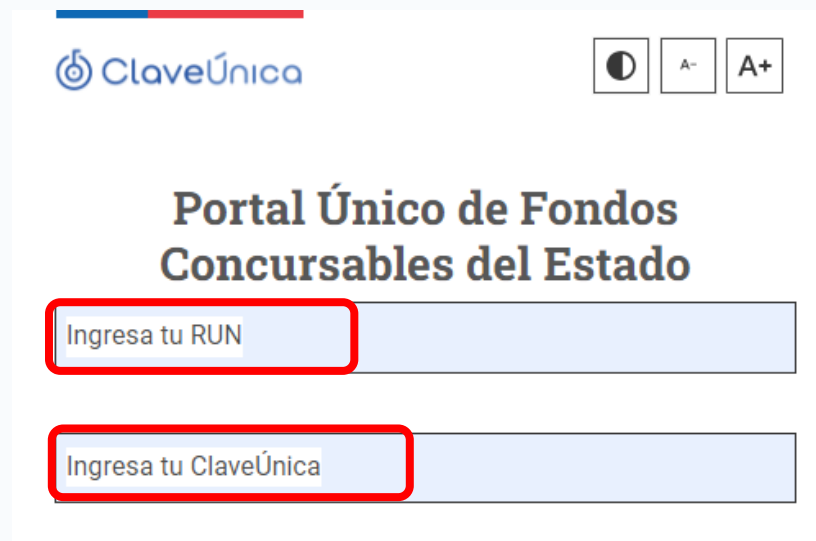 ClaveÚnica
A-
A+
Portal Único de Fondos
Concursables del Estado
Ingresa tu RUN
Ingresa tu ClaveÚnica